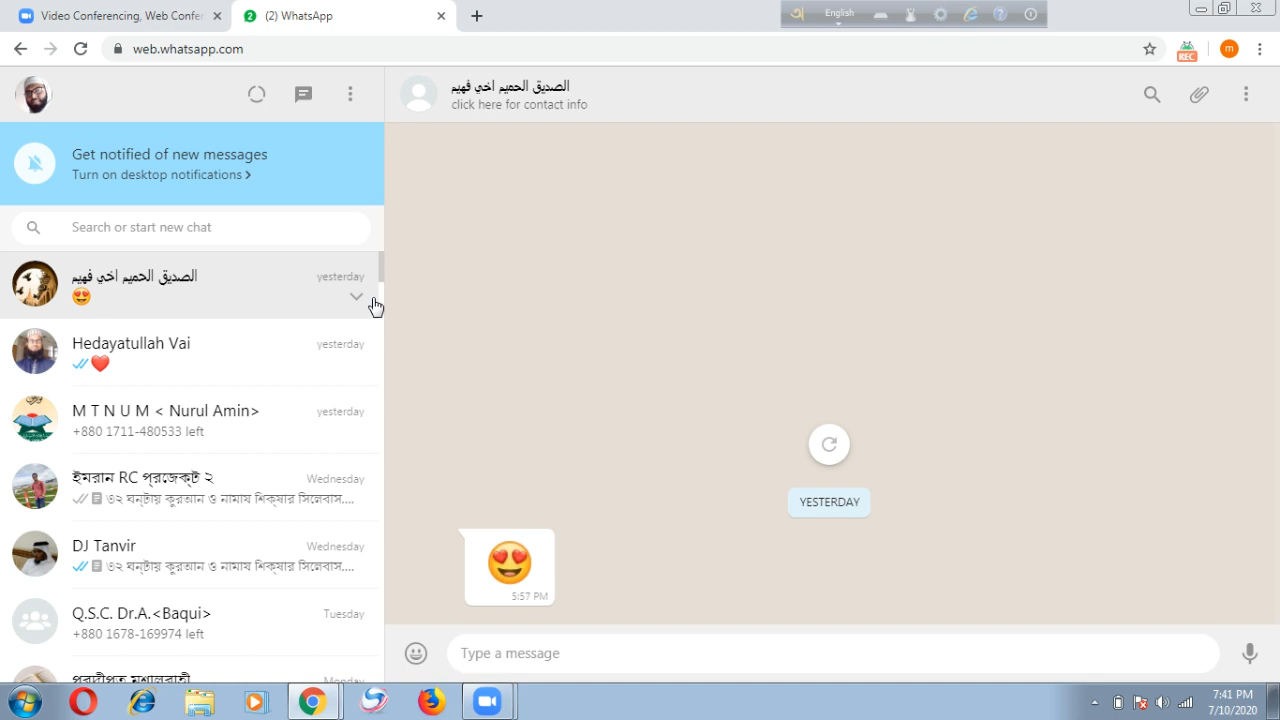 Video Conferencing, Web Confer
(2) WhatsApp
English
web.whatsapp.com
REC
m
الصديق الحميم اخي فهيم
click here for contact info
Get notified of new messages
Turn on desktop notifications >
Search or start new chat
الصديق الحميم اخي فهيم
yesterday
😍
Hedayatullah Vai
yesterday
❤️
M T N U M < Nurul Amin>
yesterday
+880 1711-480533 left
ইমরান RC প্রজেক্ট ২
Wednesday
৩২ ঘন্টায় কুরআন ও নামায শিক্ষার সিলেবাস....
DJ Tanvir
Wednesday
৩২ ঘন্টায় কুরআন ও নামায শিক্ষার সিলেবাস....
Q.S.C. Dr.A.<Baqui>
Tuesday
+880 1678-169974 left
Monday
YESTERDAY
😍
5:57 PM
Type a message
7:41 PM
7/10/2020